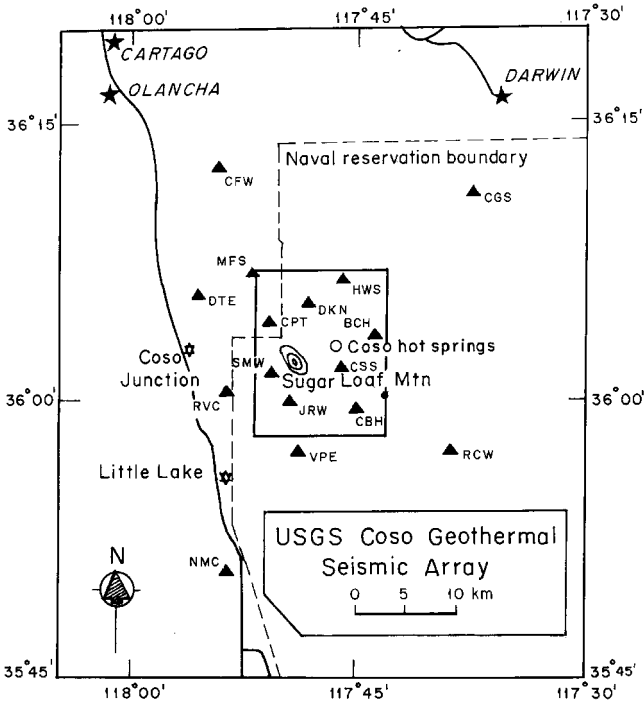 118° 00'
117° 45'
117° 30'
CARTAGO
OLANCHA
DARWIN
36° 15'
36° 15'
Naval reservation boundary
CFW
CGS
MFS
HWS
DTE
DKN
CPT
BCH
Coso hot springs
Coso
Junction
SMW
CSS
Sugar Loaf Mtn
RVC
JRW
CBH
36° 00'
36° 00'
VPE
RCW
Little Lake
USGS Coso Geothermal
Seismic Array
0 5 10 km
N
NMC
35° 45'
35° 45'
118° 00'
117° 45'
117° 30'